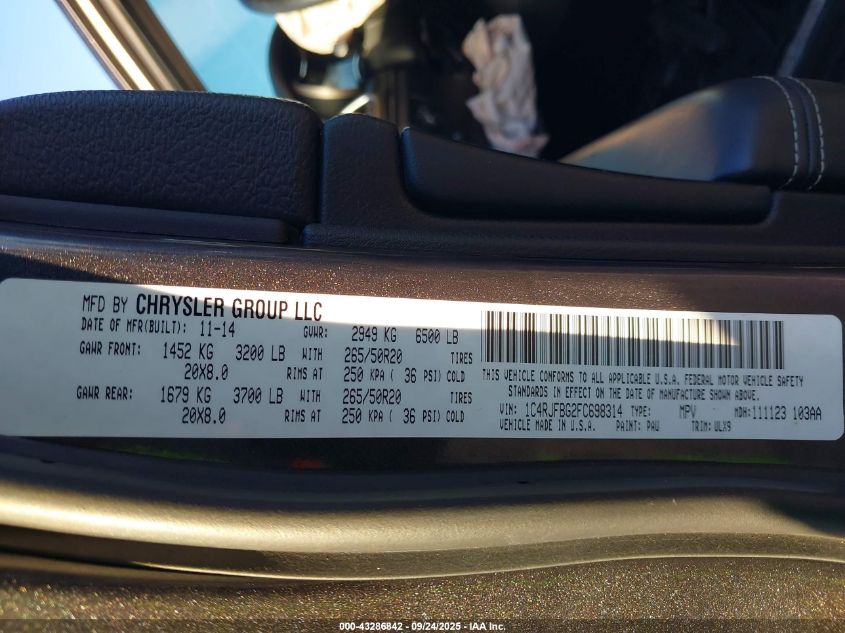 MFD BY CHRYSLER GROUP LLC
DATE OF MFR(BUILT): 11-14 GVWR: 2949 KG 6500 LB
GAWR FRONT: 1452 KG 3200 LB WITH 265/50R20 TIRES
20X8.0 RIMS AT 250 KPA ( 36 PSI) COLD
GAWR REAR: 1679 KG 3700 LB WITH 265/50R20 TIRES
20X8.0 RIMS AT 250 KPA ( 36 PSI) COLD
THIS VEHICLE CONFORMS TO ALL APPLICABLE U.S.A. FEDERAL MOTOR VEHICLE SAFETY
STANDARDS IN EFFECT ON THE DATE OF MANUFACTURE SHOWN ABOVE.
VIN: 1C4RJFBG2FC698314 TYPE: MPV MDH:111123 103AA
VEHICLE MADE IN U.S.A. PAINT: PAU TRIM: ULX9
000-43286842 - 09/24/2025 - IAA Inc.